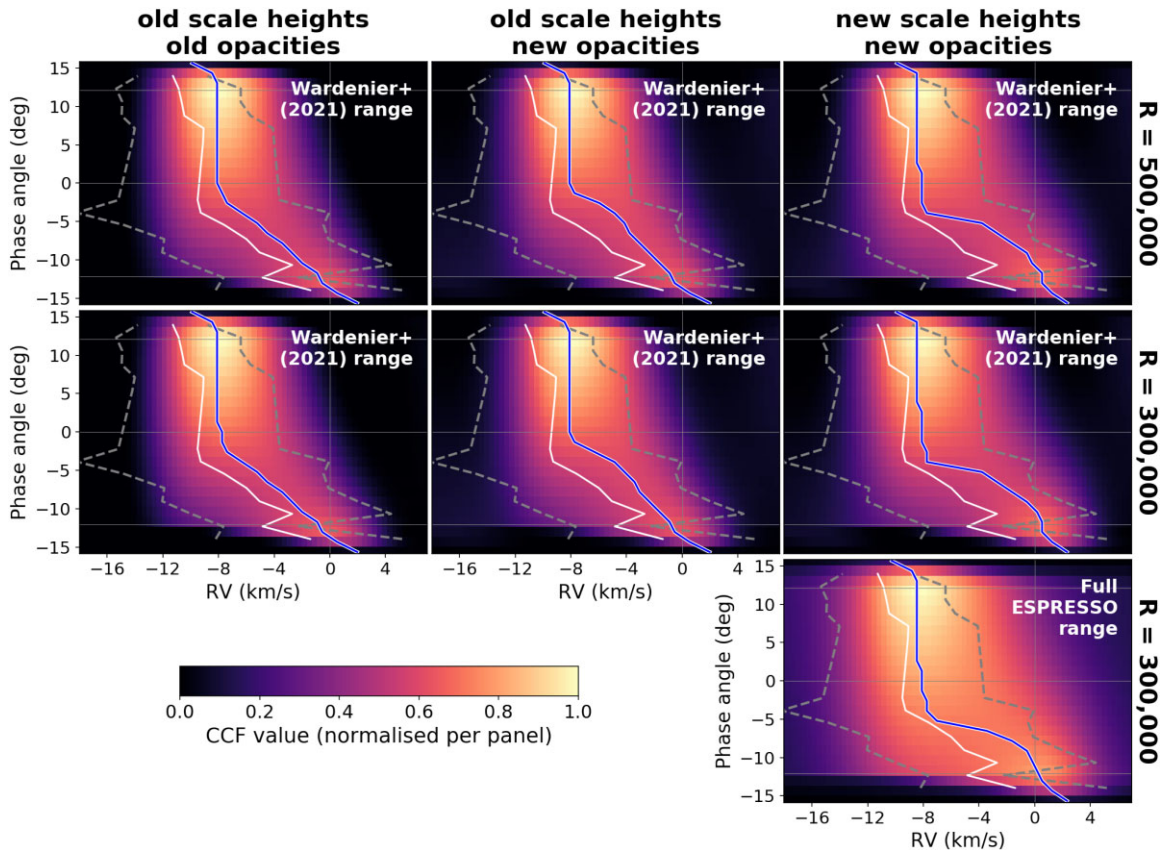 old scale heights
old opacities
old scale heights
new opacities
new scale heights
new opacities
Phase angle (deg)
15
10
5
0
−5
−10
−15
Wardenier+
(2021) range
Wardenier+
(2021) range
Wardenier+
(2021) range
R = 500,000
Phase angle (deg)
15
10
5
0
−5
−10
−15
Wardenier+
(2021) range
Wardenier+
(2021) range
Wardenier+
(2021) range
R = 300,000
−16 −12 −8 −4 0 4
RV (km/s)
−16 −12 −8 −4 0 4
RV (km/s)
Phase angle (deg)
15
10
5
0
−5
−10
−15
Full
ESPRESSO
range
R = 300,000
−16 −12 −8 −4 0 4
RV (km/s)
0.0 0.2 0.4 0.6 0.8 1.0
CCF value (normalised per panel)